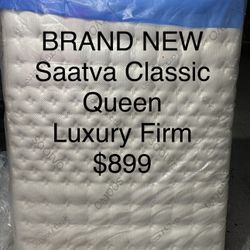 BRAND NEW
Saatva Classic
Queen
Luxury Firm
$899